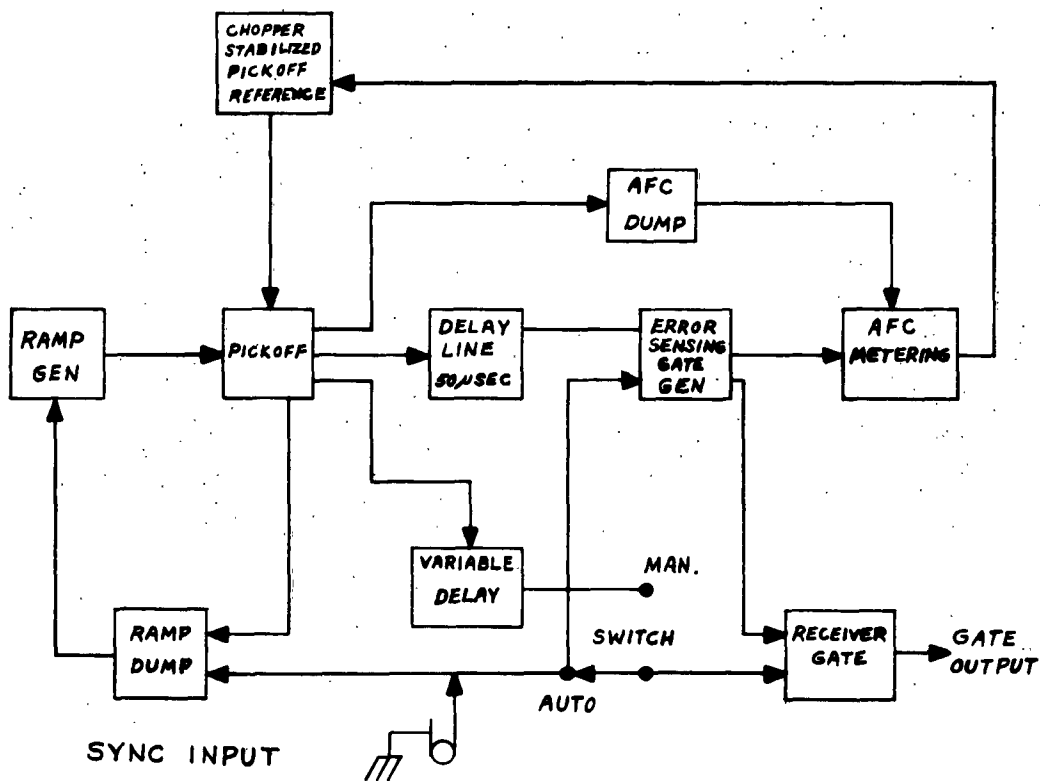 CHOPPER
STABILIZED
PICKOFF
REFERENCE
AFC
DUMP
RAMP
GEN
PICKOFF
DELAY
LINE
50μSEC
ERROR
SENSING
GATE
GEN
AFC
METERING
VARIABLE
DELAY
MAN.
RAMP
DUMP
SWITCH
AUTO
RECEIVER
GATE
GATE
OUTPUT
SYNC INPUT